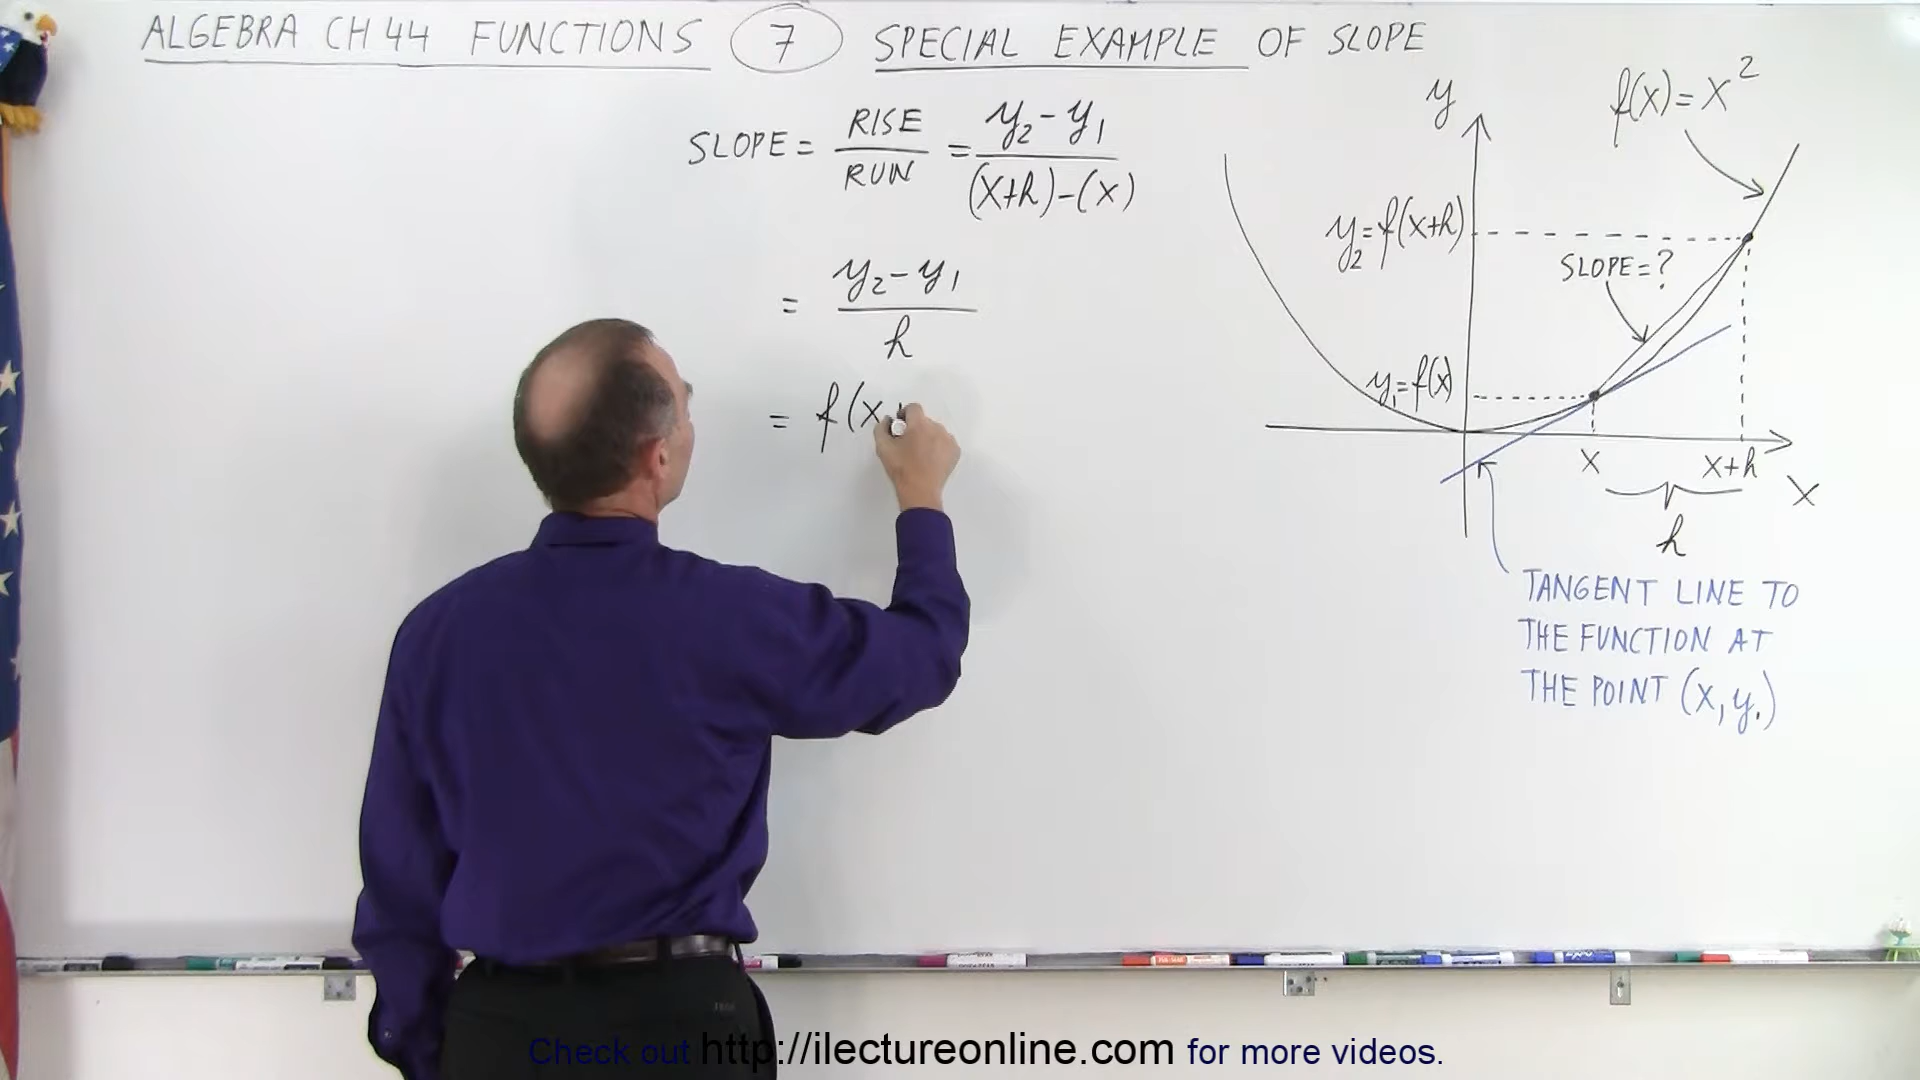 ALGEBRA CH 44 FUNCTIONS 7 SPECIAL EXAMPLE OF SLOPE
SLOPE = RISE/RUN = (y₂ - y₁)/((x+h)-(x))
= (y₂ - y₁)/h
= f(x
y
f(x) = x²
y₂ = f(x+h)
SLOPE = ?
y₁ = f(x)
x
x+h
x
h
TANGENT LINE TO
THE FUNCTION AT
THE POINT (x, y₁)
Check out http://ilectureonline.com for more videos.